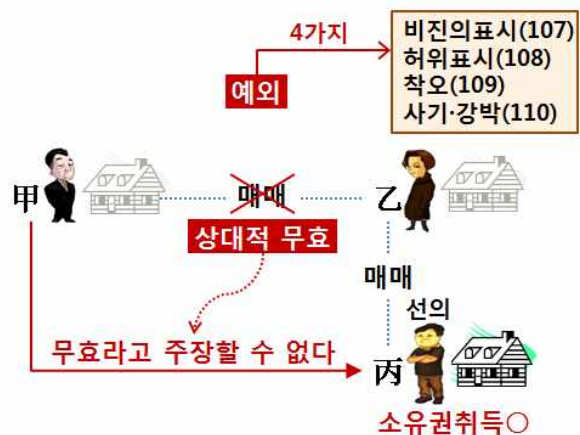 4가지
비진의표시(107)
허위표시(108)
착오(109)
사기·강박(110)
예외
甲
매매
乙
상대적 무효
매매
선의
무효라고 주장할 수 없다
丙
소유권취득○